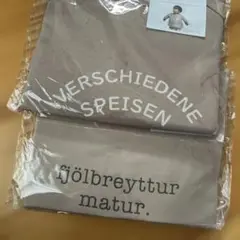 VERSCHIEDENE
SPEISEN
fjölbreyttur
matur.